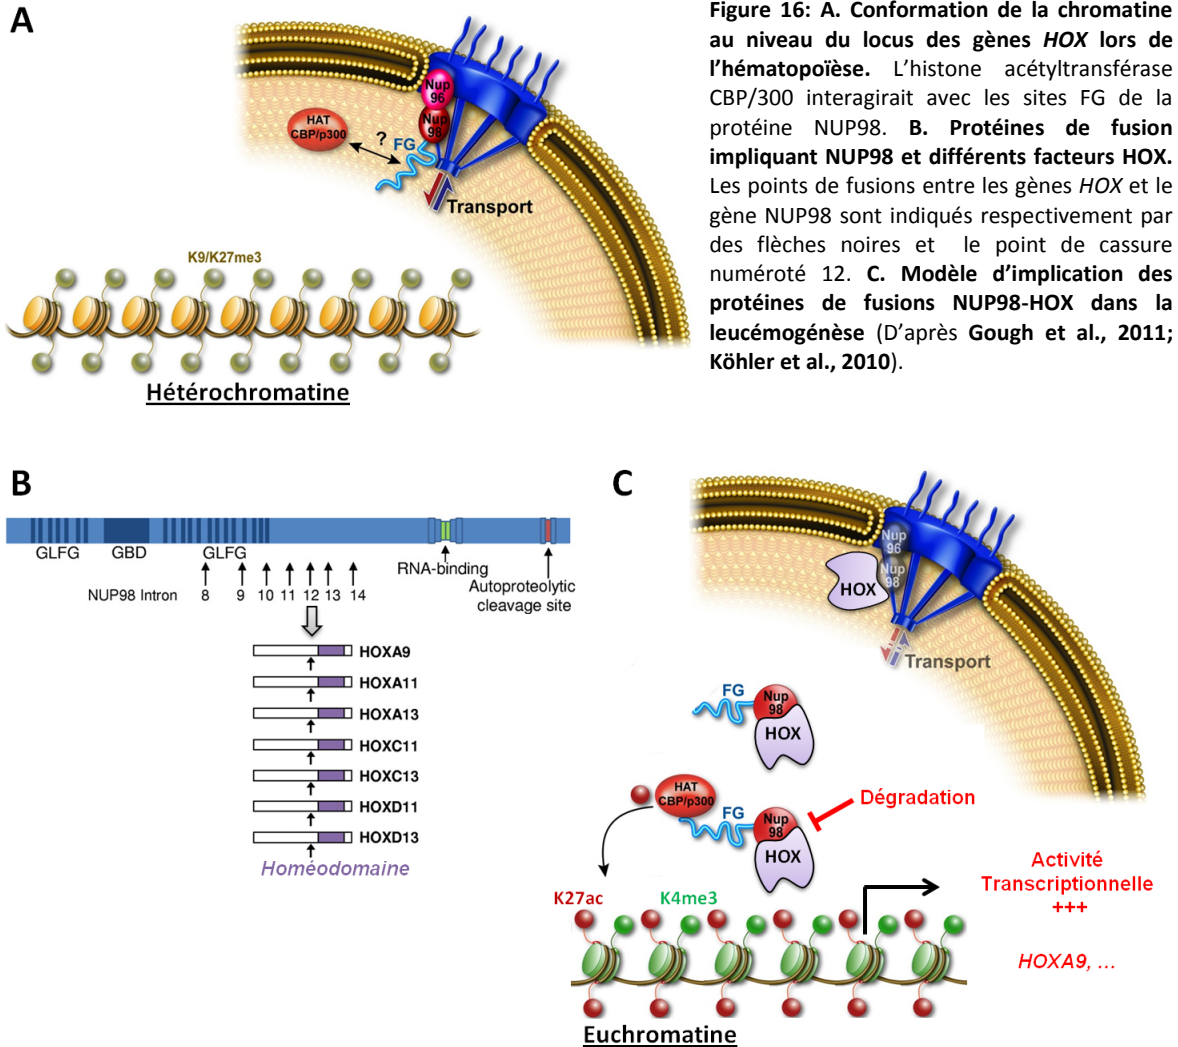 A
Figure 16: A. Conformation de la chromatine
au niveau du locus des gènes HOX lors de
l'hématopoïèse. L'histone acétyltransférase
CBP/300 interagirait avec les sites FG de la
protéine NUP98. B. Protéines de fusion
impliquant NUP98 et différents facteurs HOX.
Les points de fusions entre les gènes HOX et le
gène NUP98 sont indiqués respectivement par
des flèches noires et le point de cassure
numéroté 12. C. Modèle d'implication des
protéines de fusions NUP98-HOX dans la
leucémogénèse (D'après Gough et al., 2011;
Köhler et al., 2010).
Nup
96
Nup
98
HAT
CBP/p300
?
FG
Transport
K9/K27me3
Hétérochromatine
B
GLFG
GBD
GLFG
RNA-binding
Autoproteolytic
cleavage site
NUP98 Intron
8
9
10
11
12
13
14
HOXA9
HOXA11
HOXA13
HOXC11
HOXC13
HOXD11
HOXD13
Homéodomaine
C
Nup
96
Nup
98
HOX
Transport
FG
Nup
98
HOX
HAT
CBP/p300
FG
Nup
98
HOX
Dégradation
Activité
Transcriptionnelle
+++
HOXA9, ...
K27ac
K4me3
Euchromatine